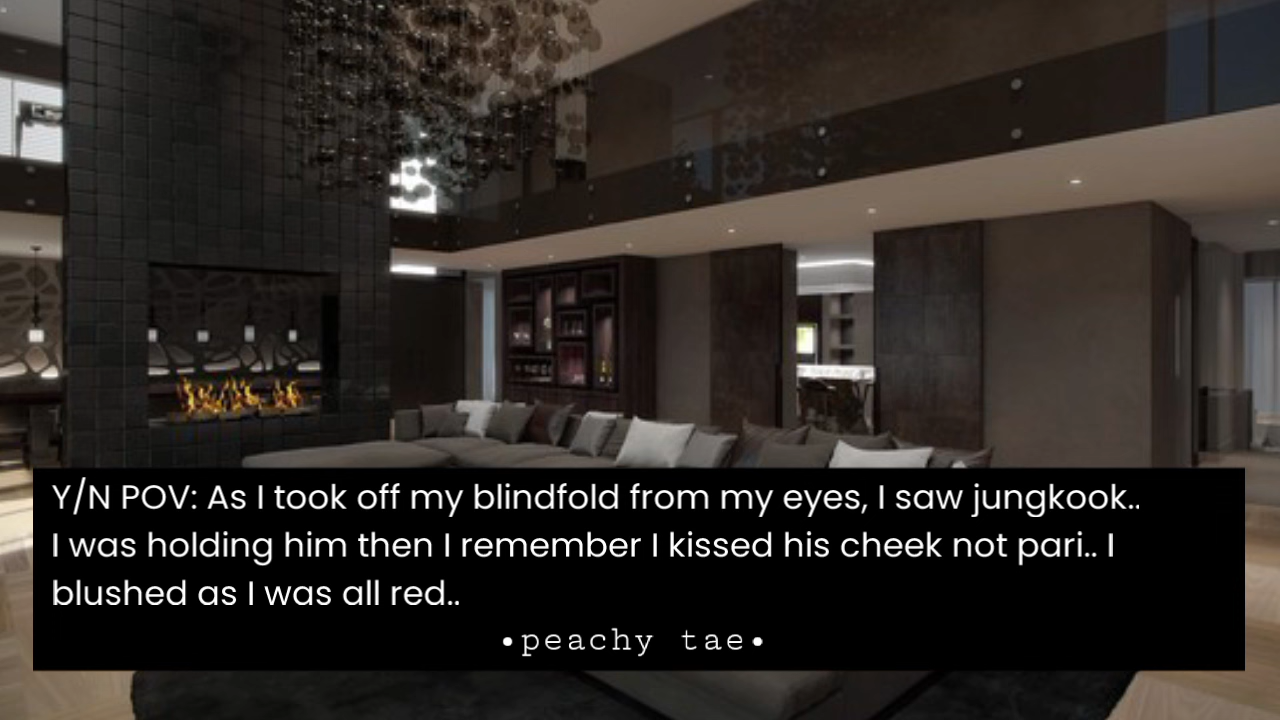 Y/N POV: As I took off my blindfold from my eyes, I saw jungkook..
I was holding him then I remember I kissed his cheek not pari.. I
blushed as I was all red..
•peachy tae•